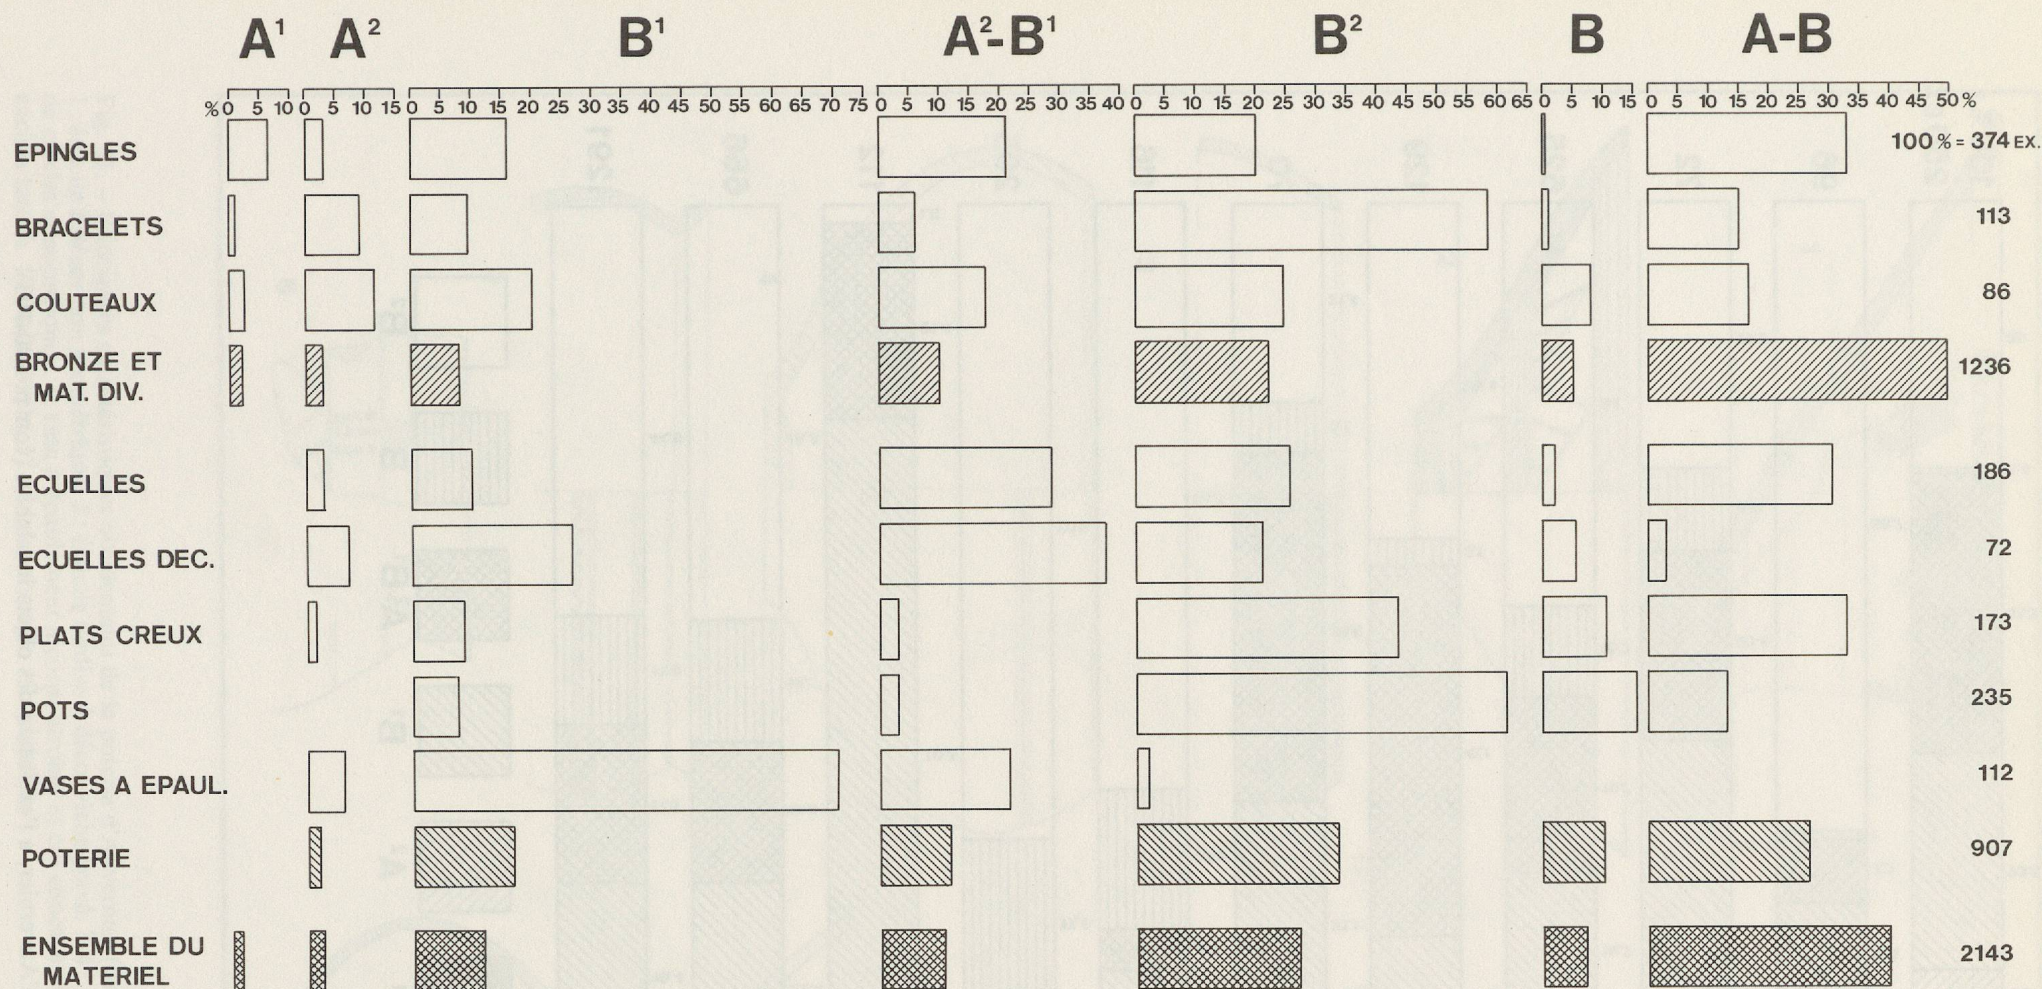 A¹ A² B¹ A²-B¹ B² B A-B
% 0 5 10 0 5 10 15 0 5 10 15 20 25 30 35 40 45 50 55 60 65 70 75 0 5 10 15 20 25 30 35 40 0 5 10 15 20 25 30 35 40 45 50 55 60 65 0 5 10 15 0 5 10 15 20 25 30 35 40 45 50 %
EPINGLES 100 % = 374 EX.
BRACELETS 113
COUTEAUX 86
BRONZE ET
MAT. DIV. 1236
ECUELLES 186
ECUELLES DEC. 72
PLATS CREUX 173
POTS 235
VASES A EPAUL. 112
POTERIE 907
ENSEMBLE DU
MATERIEL 2143